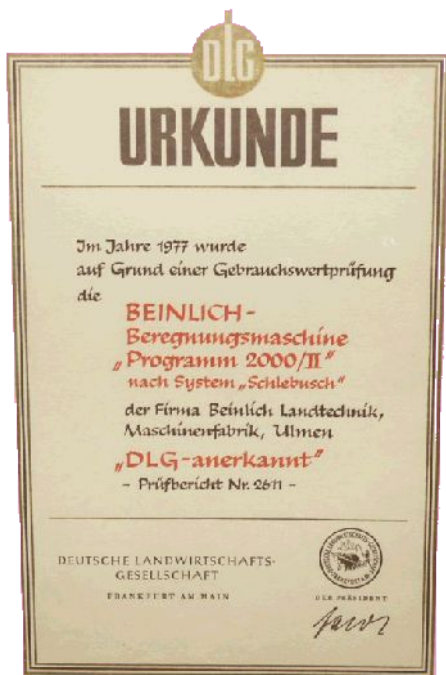 DLG
URKUNDE
Im Jahre 1977 wurde
auf Grund einer Gebrauchswertprüfung
die
BEINLICH-
Beregnungsmaschine
„Programm 2000/II"
nach System „Schlebusch"
der Firma Beinlich Landtechnik,
Maschinenfabrik, Ulmen
„DLG-anerkannt"
- Prüfbericht Nr. 2611 -
DEUTSCHE LANDWIRTSCHAFTS-
GESELLSCHAFT
FRANKFURT AM MAIN
DER PRÄSIDENT